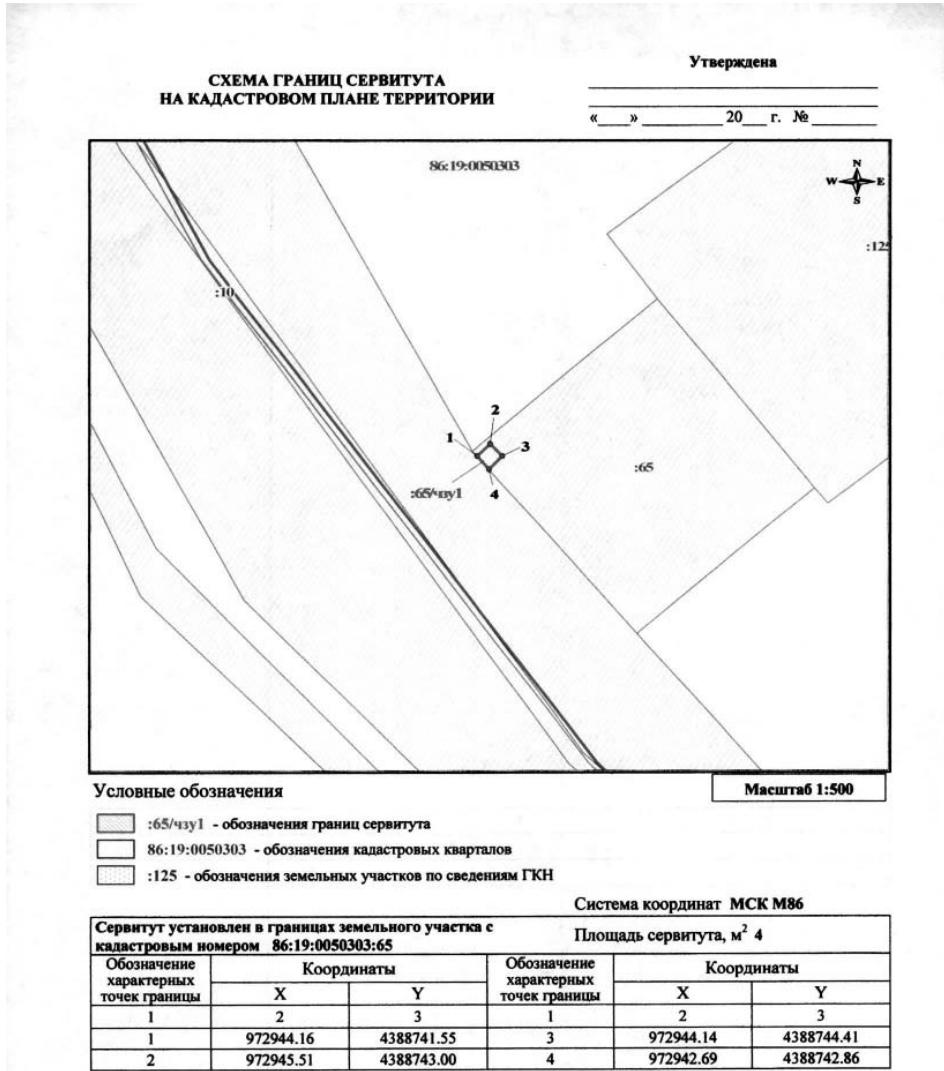 Утверждена
СХЕМА ГРАНИЦ СЕРВИТУТА
НА КАДАСТРОВОМ ПЛАНЕ ТЕРРИТОРИИ
«____» __________ 20___ г. № ________
86:19:0050303
N
W E
S
:125
:10
2
1
3
:65
:65/чзу1
4
Условные обозначения
Масштаб 1:500
:65/чзу1 - обозначения границ сервитута
86:19:0050303 - обозначения кадастровых кварталов
:125 - обозначения земельных участков по сведениям ГКН
Система координат МСК М86
Сервитут установлен в границах земельного участка с
кадастровым номером 86:19:0050303:65
Площадь сервитута, м² 4
Обозначение характерных точек границы
Координаты
Обозначение характерных точек границы
Координаты
X Y X Y
1 2 3 1 2 3
1 972944.16 4388741.55 3 972944.14 4388744.41
2 972945.51 4388743.00 4 972942.69 4388742.86